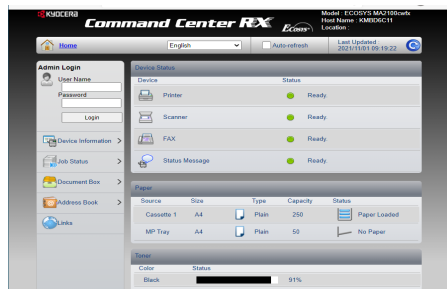 KYOCERA
Command Center RX
Ecosys
Model : ECOSYS MA2100cwfx
Host Name : KMBD6C11
Location :
Home
English
Auto-refresh
Last Updated
2021/11/01 09:19:22
Admin Login
User Name
Password
Login
Device Information
Job Status
Document Box
Address Book
Links
Device Status
Device Status
Printer Ready.
Scanner Ready.
FAX Ready.
Status Message Ready.
Paper
Source Size Type Capacity Status
Cassette 1 A4 Plain 250 Paper Loaded
MP Tray A4 Plain 50 No Paper
Toner
Color Status
Black 91%